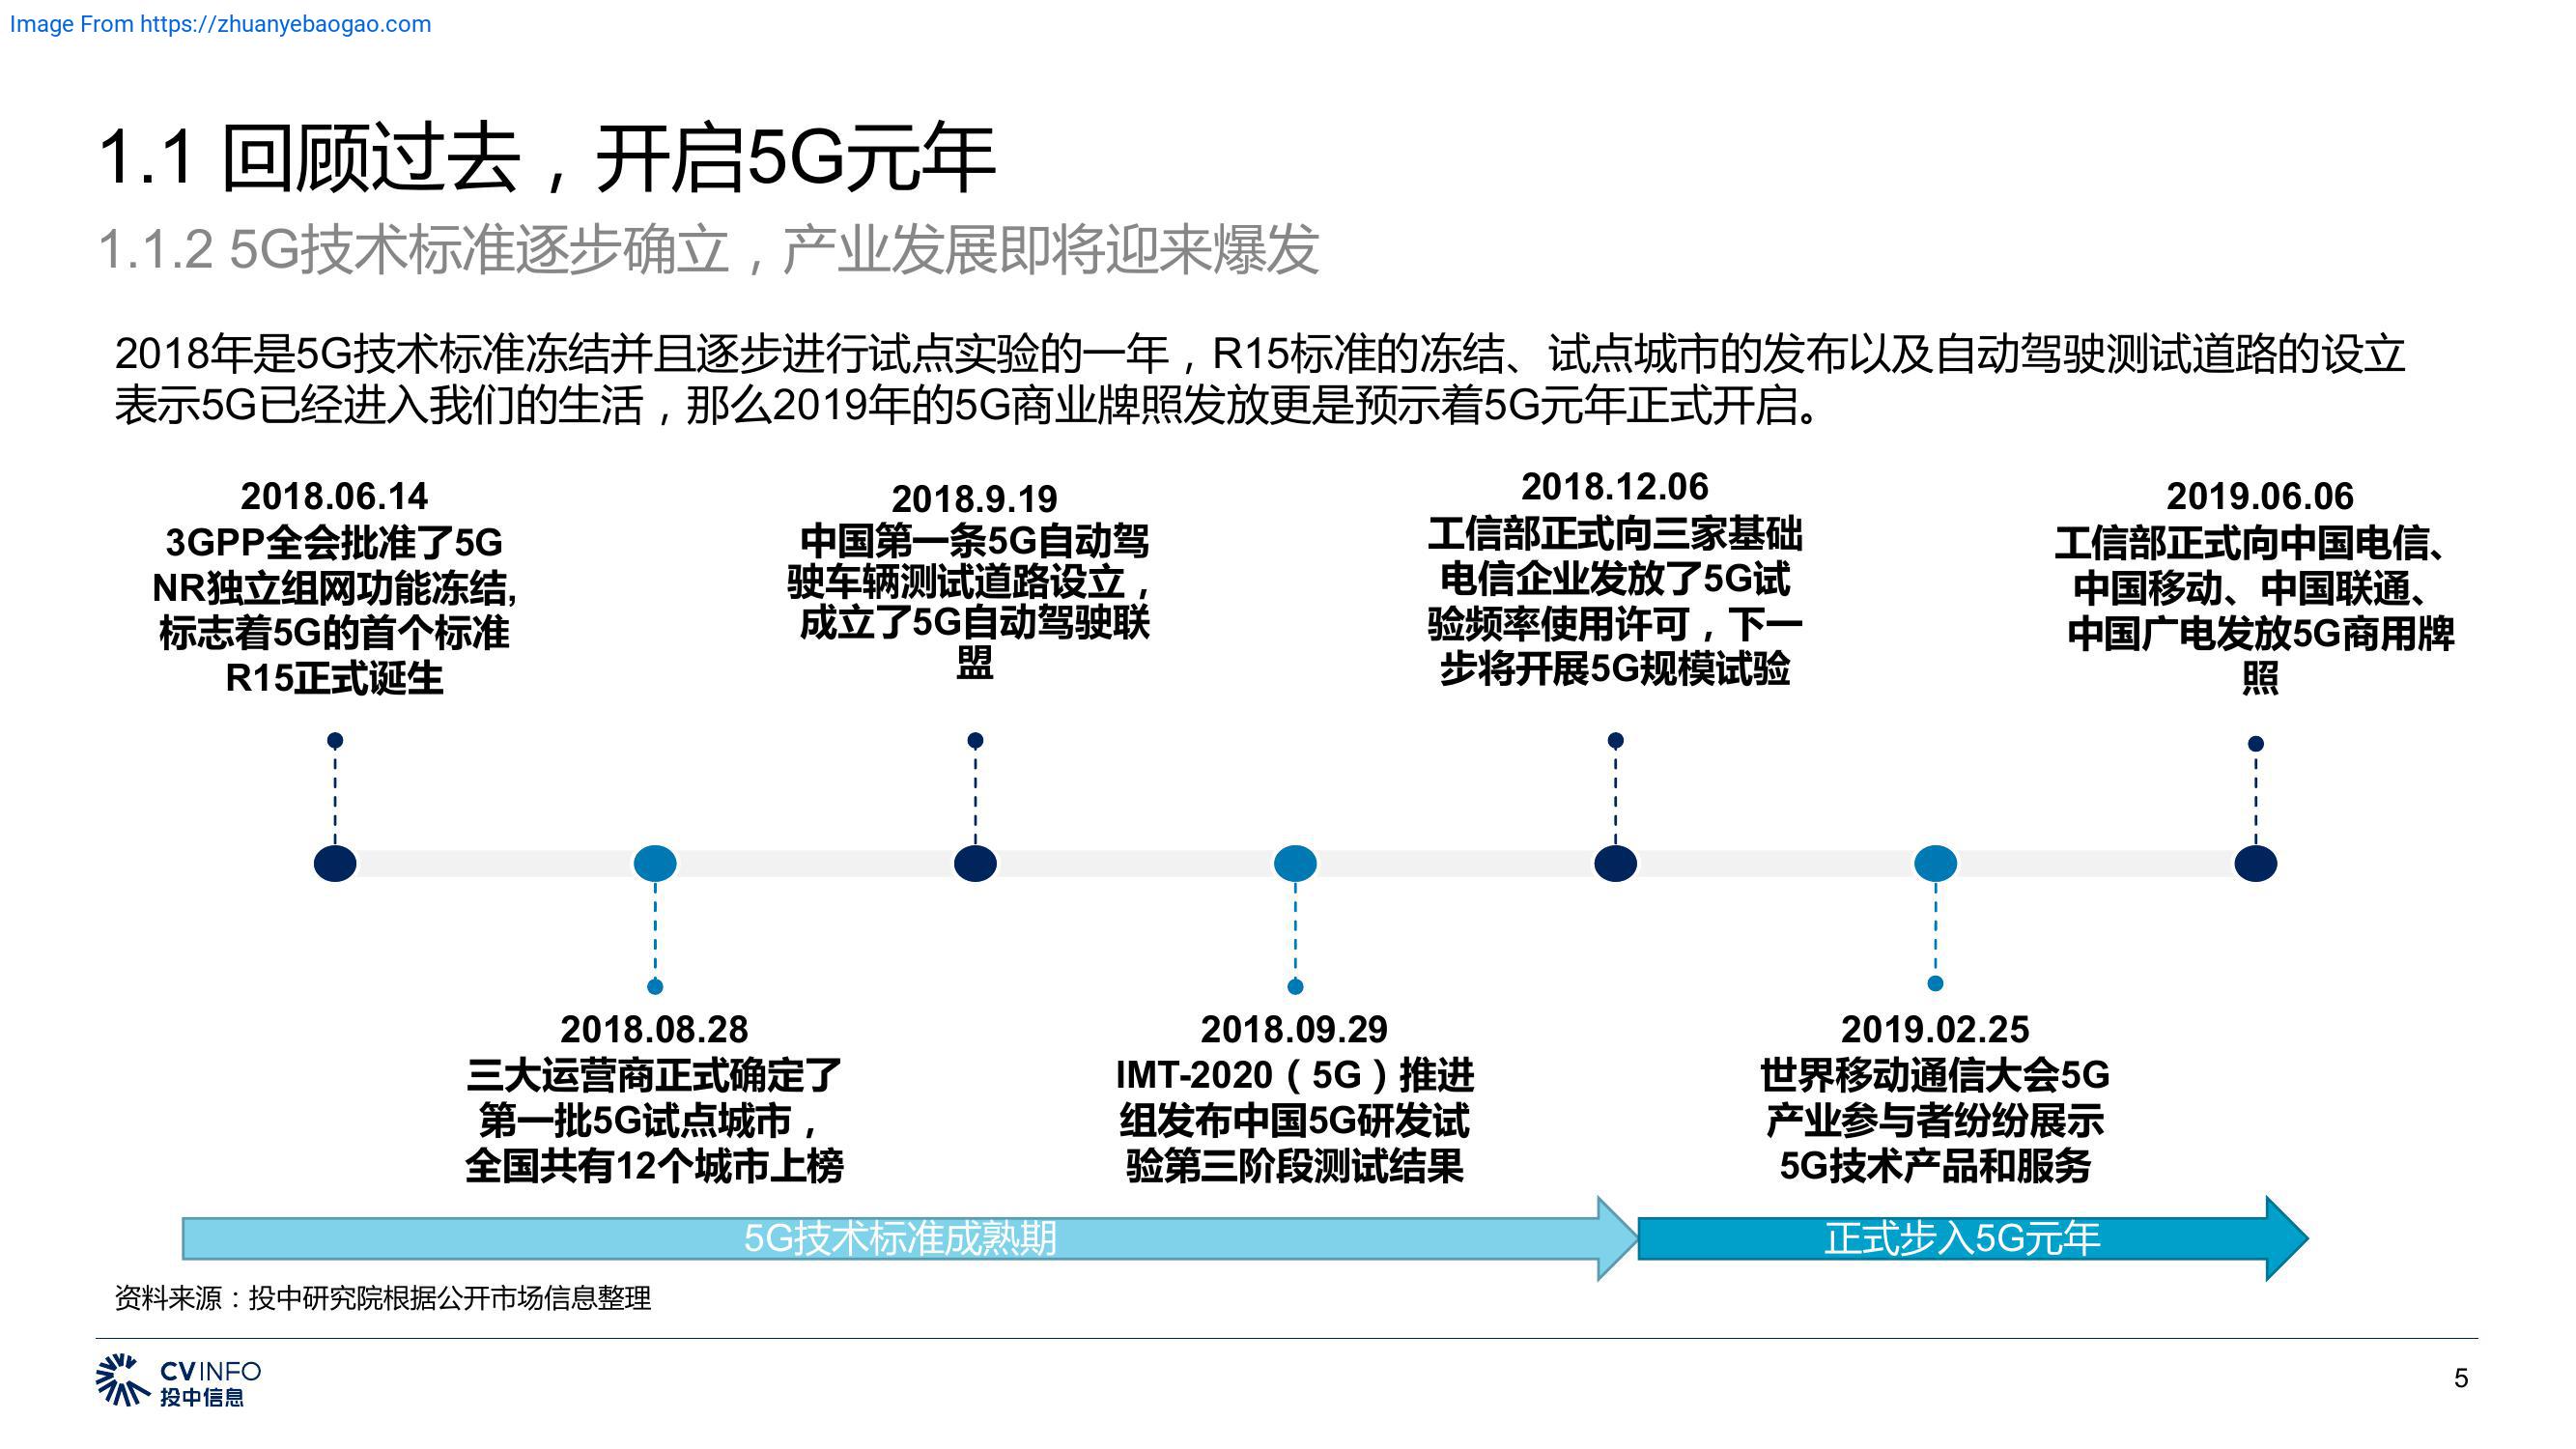 Image From https://zhuanyebaogao.com
1.1 回顾过去，开启5G元年
1.1.2 5G技术标准逐步确立，产业发展即将迎来爆发
2018年是5G技术标准冻结并且逐步进行试点实验的一年，R15标准的冻结、试点城市的发布以及自动驾驶测试道路的设立
表示5G已经进入我们的生活，那么2019年的5G商业牌照发放更是预示着5G元年正式开启。
2018.06.14
3GPP全会批准了5G
NR独立组网功能冻结,
标志着5G的首个标准
R15正式诞生
2018.9.19
中国第一条5G自动驾
驶车辆测试道路设立，
成立了5G自动驾驶联
盟
2018.12.06
工信部正式向三家基础
电信企业发放了5G试
验频率使用许可，下一
步将开展5G规模试验
2019.06.06
工信部正式向中国电信、
中国移动、中国联通、
中国广电发放5G商用牌
照
2018.08.28
三大运营商正式确定了
第一批5G试点城市，
全国共有12个城市上榜
2018.09.29
IMT-2020（5G）推进
组发布中国5G研发试
验第三阶段测试结果
2019.02.25
世界移动通信大会5G
产业参与者纷纷展示
5G技术产品和服务
5G技术标准成熟期
正式步入5G元年
资料来源：投中研究院根据公开市场信息整理
CVINFO
投中信息
5